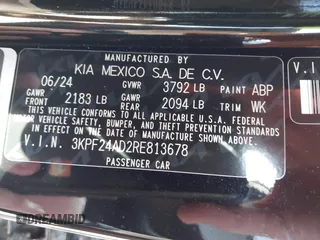 MANUFACTURED BY
KIA MEXICO S.A. DE C.V.
06/24 GVWR 3792 LB PAINT ABP
GAWR FRONT 2183 LB GAWR REAR 2094 LB TRIM WK
THIS VEHICLE CONFORMS TO ALL APPLICABLE
FEDERAL MOTOR VEHICLE SAFETY, BUMPER,
AND THEFT PREVENTION STANDARDS IN EFFECT
ON THE DATE OF MANUFACTURE SHOWN ABOVE.
V.I.N. 3KPF24AD2RE813678
PASSENGER CAR
V.I
DREAMBID